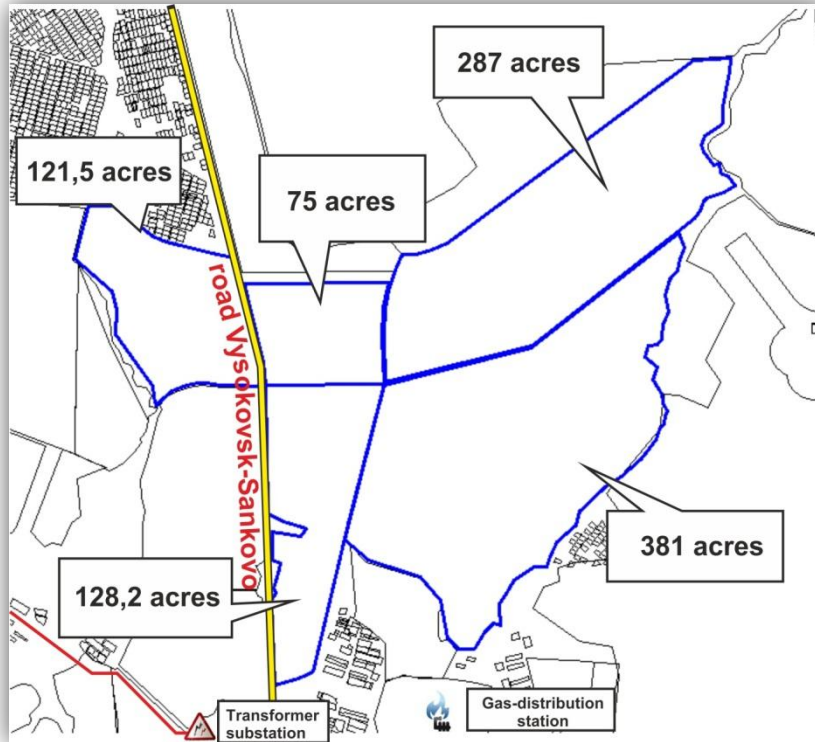 287 acres
121,5 acres
75 acres
road Vysokovsk-Sankovo
381 acres
128,2 acres
Transformer
substation
Gas-distribution
station